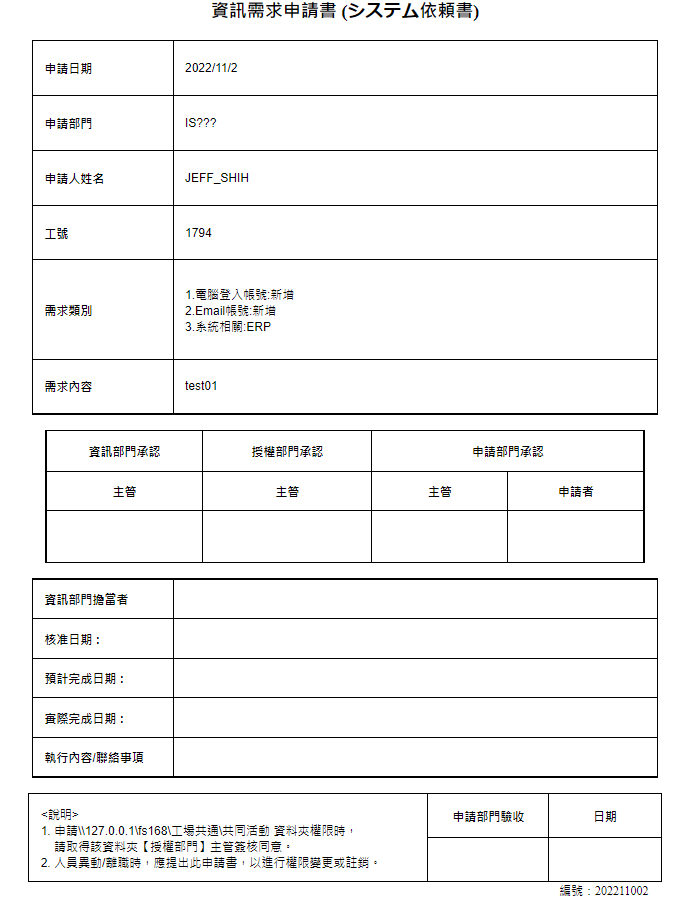 資訊需求申請書 (システム依頼書)
申請日期 2022/11/2
申請部門 IS???
申請人姓名 JEFF_SHIH
工號 1794
需求類別
1.電腦登入帳號:新增
2.Email帳號:新增
3.系統相關:ERP
需求內容 test01
資訊部門承認 授權部門承認 申請部門承認
主管 主管 主管 申請者
資訊部門擔當者
核准日期：
預計完成日期：
實際完成日期：
執行內容/聯絡事項
<說明>
1. 申請\\127.0.0.1\fs168\工場共通\共同活動 資料夾權限時，
請取得該資料夾【授權部門】主管簽核同意。
2. 人員異動/離職時，應提出此申請書，以進行權限變更或註銷。
申請部門驗收 日期
編號：202211002